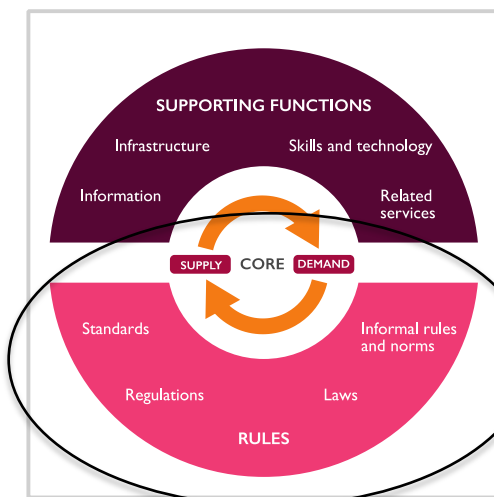 SUPPORTING FUNCTIONS
Infrastructure
Skills and technology
Information
Related
services
SUPPLY
CORE
DEMAND
Standards
Informal rules
and norms
Regulations
Laws
RULES